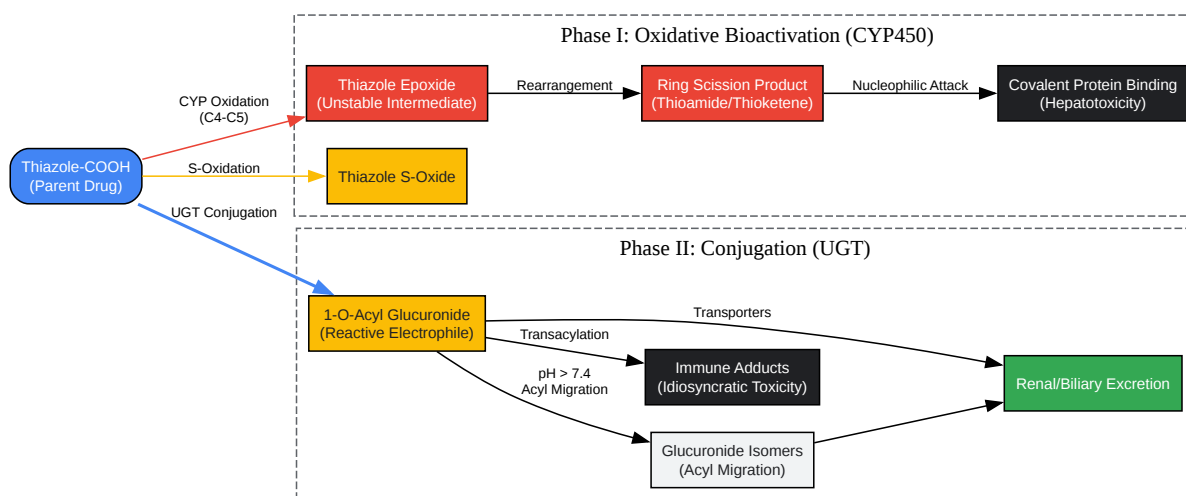 Phase I: Oxidative Bioactivation (CYP450)
Thiazole Epoxide
(Unstable Intermediate)
Rearrangement
Ring Scission Product
(Thioamide/Thioketene)
Nucleophilic Attack
Covalent Protein Binding
(Hepatotoxicity)
CYP Oxidation
(C4-C5)
Thiazole-COOH
(Parent Drug)
S-Oxidation
Thiazole S-Oxide
UGT Conjugation
Phase II: Conjugation (UGT)
1-O-Acyl Glucuronide
(Reactive Electrophile)
Transporters
Transacylation
Immune Adducts
(Idiosyncratic Toxicity)
pH > 7.4
Acyl Migration
Renal/Biliary Excretion
Glucuronide Isomers
(Acyl Migration)